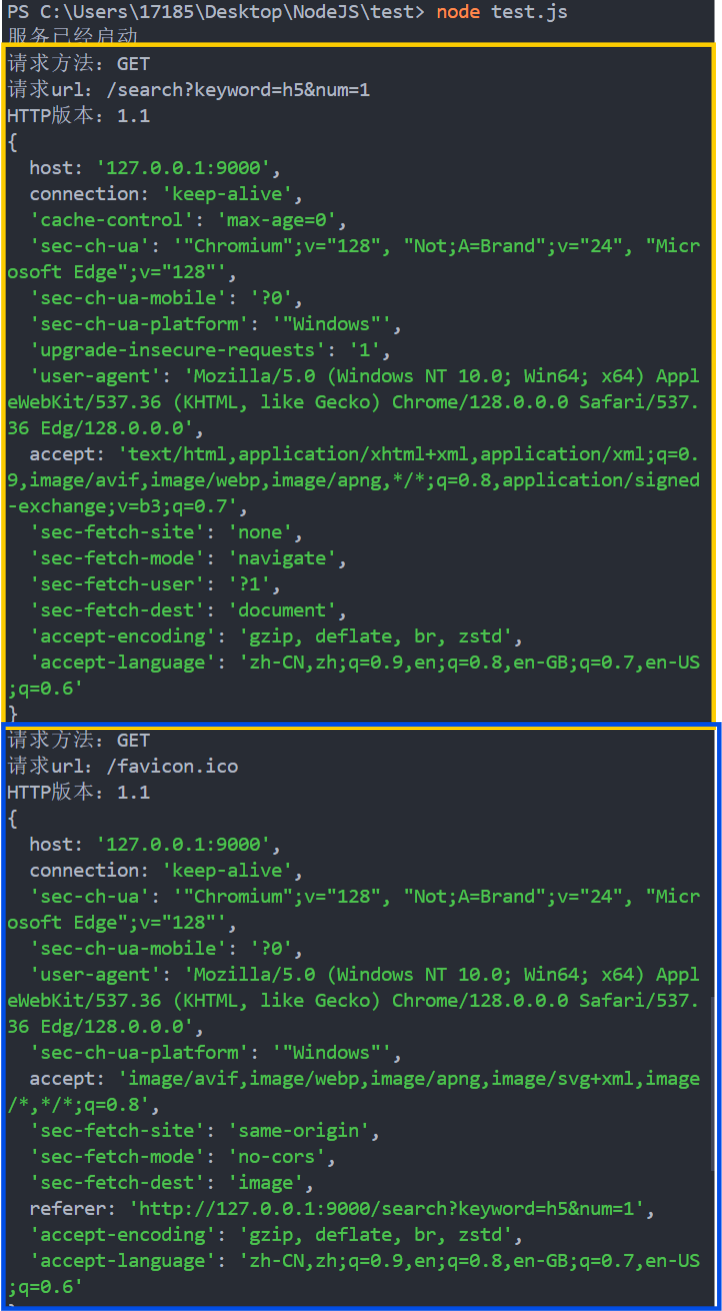 PS C:\Users\17185\Desktop\NodeJS\test> node test.js
服务已经启动
请求方法：GET
请求url：/search?keyword=h5&num=1
HTTP版本：1.1
{
  host: '127.0.0.1:9000',
  connection: 'keep-alive',
  'cache-control': 'max-age=0',
  'sec-ch-ua': '"Chromium";v="128", "Not;A=Brand";v="24", "Micr
osoft Edge";v="128"',
  'sec-ch-ua-mobile': '?0',
  'sec-ch-ua-platform': '"Windows"',
  'upgrade-insecure-requests': '1',
  'user-agent': 'Mozilla/5.0 (Windows NT 10.0; Win64; x64) Appl
eWebKit/537.36 (KHTML, like Gecko) Chrome/128.0.0.0 Safari/537.
36 Edg/128.0.0.0',
  accept: 'text/html,application/xhtml+xml,application/xml;q=0.
9,image/avif,image/webp,image/apng,*/*;q=0.8,application/signed
-exchange;v=b3;q=0.7',
  'sec-fetch-site': 'none',
  'sec-fetch-mode': 'navigate',
  'sec-fetch-user': '?1',
  'sec-fetch-dest': 'document',
  'accept-encoding': 'gzip, deflate, br, zstd',
  'accept-language': 'zh-CN,zh;q=0.9,en;q=0.8,en-GB;q=0.7,en-US
;q=0.6'
}
请求方法：GET
请求url：/favicon.ico
HTTP版本：1.1
{
  host: '127.0.0.1:9000',
  connection: 'keep-alive',
  'sec-ch-ua': '"Chromium";v="128", "Not;A=Brand";v="24", "Micr
osoft Edge";v="128"',
  'sec-ch-ua-mobile': '?0',
  'user-agent': 'Mozilla/5.0 (Windows NT 10.0; Win64; x64) Appl
eWebKit/537.36 (KHTML, like Gecko) Chrome/128.0.0.0 Safari/537.
36 Edg/128.0.0.0',
  'sec-ch-ua-platform': '"Windows"',
  accept: 'image/avif,image/webp,image/apng,image/svg+xml,image
/*,*/*;q=0.8',
  'sec-fetch-site': 'same-origin',
  'sec-fetch-mode': 'no-cors',
  'sec-fetch-dest': 'image',
  referer: 'http://127.0.0.1:9000/search?keyword=h5&num=1',
  'accept-encoding': 'gzip, deflate, br, zstd',
  'accept-language': 'zh-CN,zh;q=0.9,en;q=0.8,en-GB;q=0.7,en-US
;q=0.6'